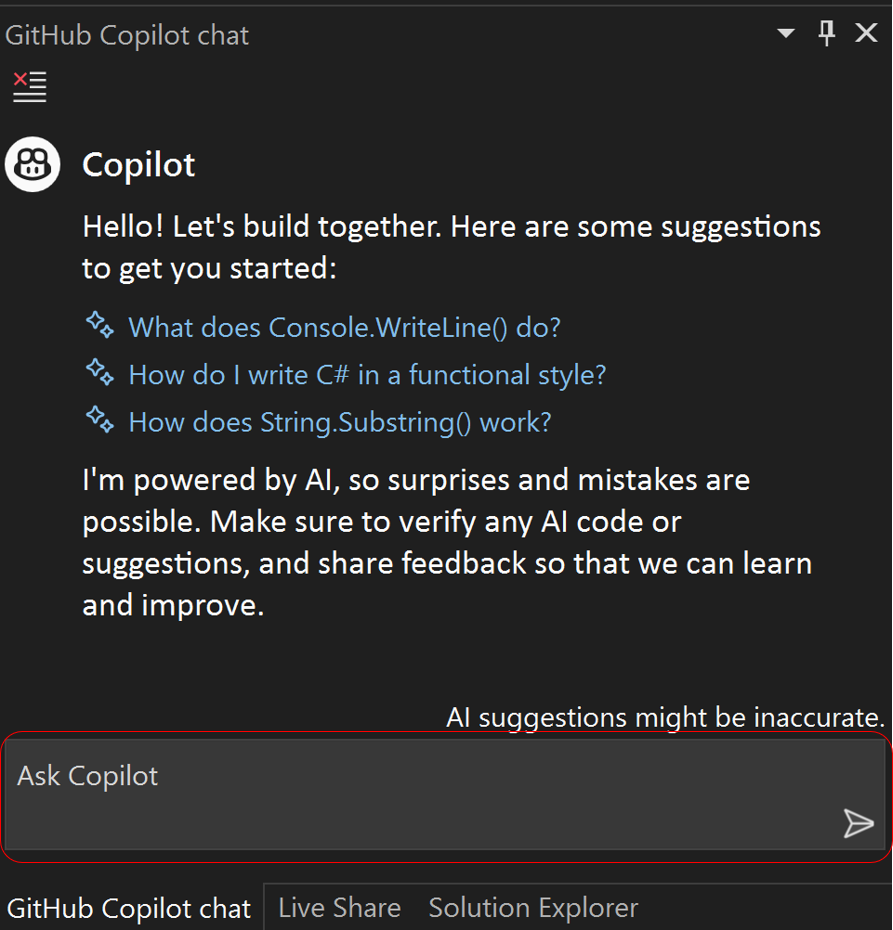 GitHub Copilot chat
Copilot
Hello! Let's build together. Here are some suggestions
to get you started:
What does Console.WriteLine() do?
How do I write C# in a functional style?
How does String.Substring() work?
I'm powered by AI, so surprises and mistakes are
possible. Make sure to verify any AI code or
suggestions, and share feedback so that we can learn
and improve.
AI suggestions might be inaccurate.
Ask Copilot
GitHub Copilot chat Live Share Solution Explorer